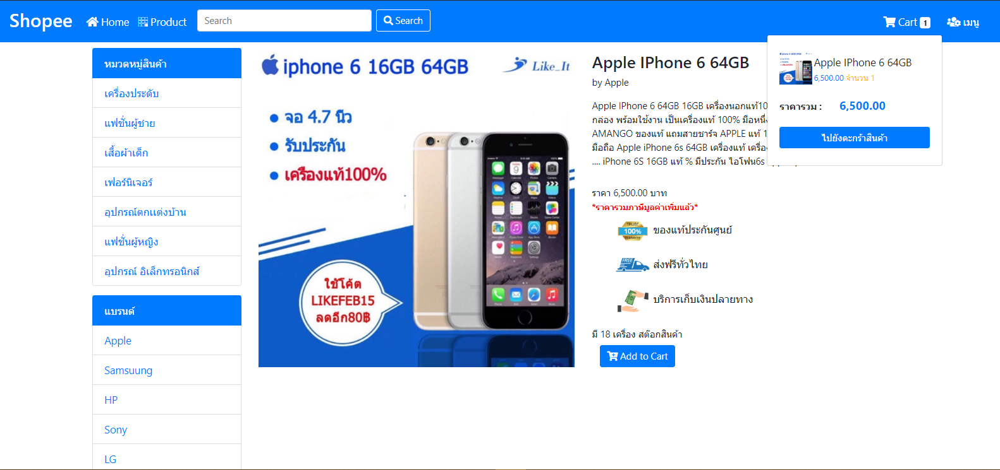 Shopee
Home
Product
Search
Search
Cart 1
เมนู
หมวดหมู่สินค้า
เครื่องประดับ
แฟชั่นผู้ชาย
เสื้อผ้าเด็ก
เฟอร์นิเจอร์
อุปกรณ์ตกแต่งบ้าน
แฟชั่นผู้หญิง
อุปกรณ์ อิเล็กทรอนิกส์
แบรนด์
Apple
Samsuung
HP
Sony
LG
iphone 6 16GB 64GB
Like_It
จอ 4.7 นิ้ว
รับประกัน
เครื่องแท้100%
ใช้โค้ด
LIKEFEB15
ลดอีก80฿
Apple IPhone 6 64GB
by Apple
Apple IPhone 6 64GB 16GB เครื่องนอกแท้10
กล่อง พร้อมใช้งาน เป็นเครื่องแท้ 100% มือหนึ่
AMANGO ของแท้ แถมสายชาร์จ APPLE แท้ 1
มือถือ Apple iPhone 6s 64GB เครื่องแท้ เครื่อง
.... iPhone 6S 16GB แท้ % มีประกัน ไอโฟน6s
ราคา 6,500.00 บาท
*ราคารวมภาษีมูลค่าเพิ่มแล้ว*
TRUST
100%
GUARANTEE
ของแท้ประกันศูนย์
FREE
ส่งฟรีทั่วไทย
บริการเก็บเงินปลายทาง
มี 18 เครื่อง สต๊อกสินค้า
Add to Cart
Apple IPhone 6 64GB
6,500.00 จำนวน 1
ราคารวม : 6,500.00
ไปยังตะกร้าสินค้า